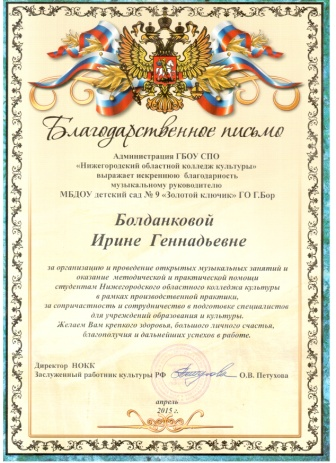 Благодарственное письмо
Администрация ГБОУ СПО
«Нижегородский областной колледж культуры»
выражает искреннюю благодарность
музыкальному руководителю
МБДОУ детский сад № 9 «Золотой ключик» ГО Г.Бор
Болданковой
Ирине Геннадьевне
за организацию и проведение открытых музыкальных занятий и
оказание методической и практической помощи
студентам Нижегородского областного колледжа культуры
в рамках производственной практики,
за сопричастность и сотрудничество в подготовке специалистов
для учреждений образования и культуры.
Желаем Вам крепкого здоровья, большого личного счастья,
благополучия и дальнейших успехов в работе.
Директор НОКК
Заслуженный работник культуры РФ О.В. Петухова
апрель
2015 г.